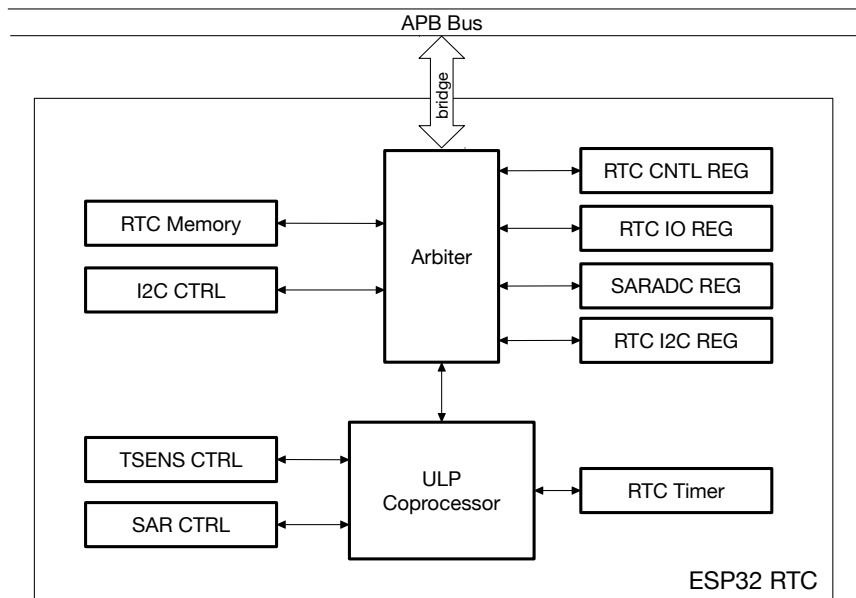 APB Bus
bridge
RTC CNTL REG
RTC Memory
RTC IO REG
Arbiter
I2C CTRL
SARADC REG
RTC I2C REG
TSENS CTRL
ULP
Coprocessor
RTC Timer
SAR CTRL
ESP32 RTC